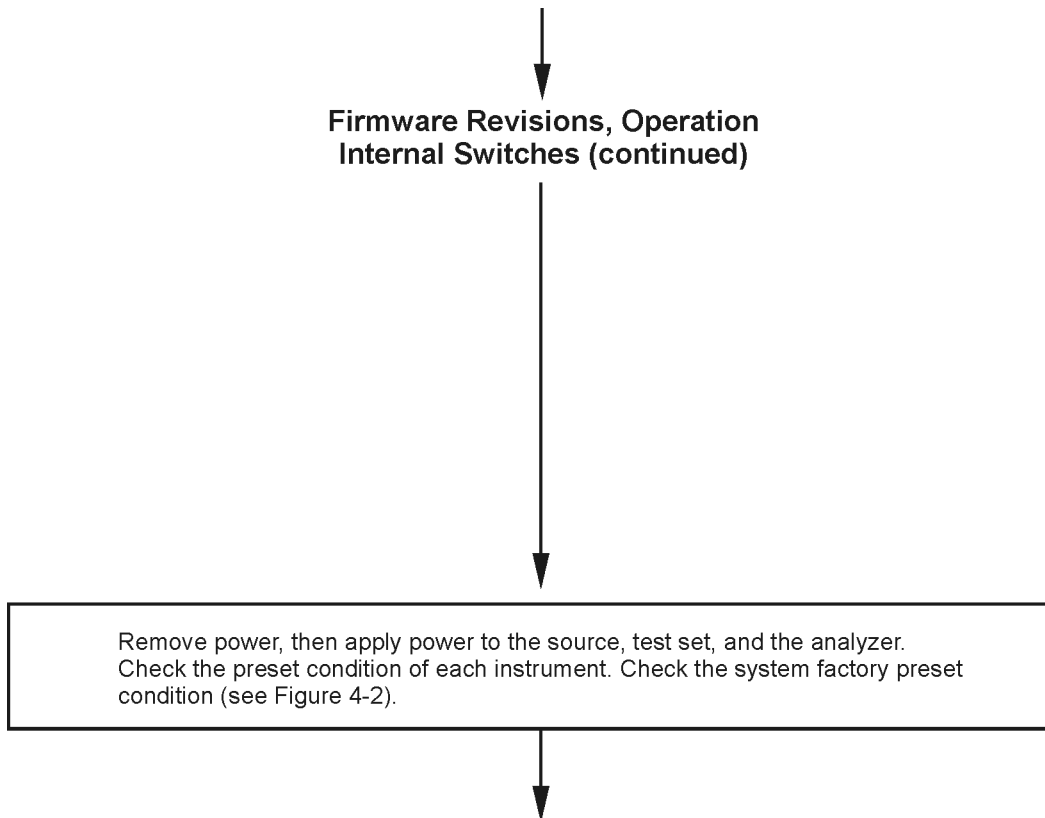 Firmware Revisions, Operation
Internal Switches (continued)
Remove power, then apply power to the source, test set, and the analyzer.
Check the preset condition of each instrument. Check the system factory preset
condition (see Figure 4-2).